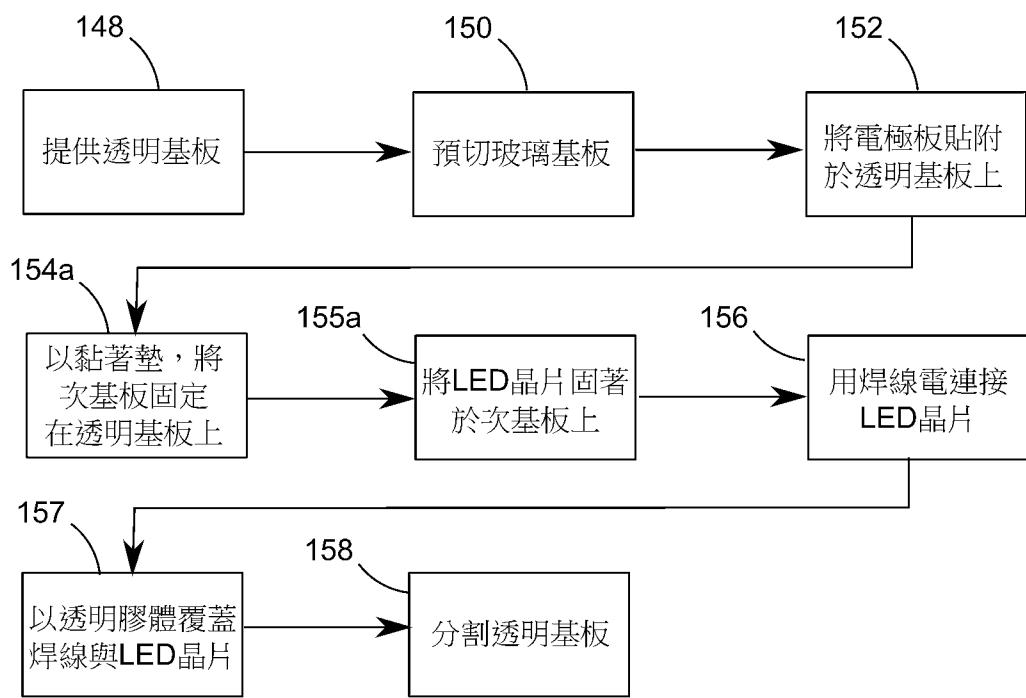 148
提供透明基板
150
預切玻璃基板
152
將電極板貼附
於透明基板上
154a
以黏著墊，將
次基板固定
在透明基板上
155a
將LED晶片固著
於次基板上
156
用焊線電連接
LED晶片
157
以透明膠體覆蓋
焊線與LED晶片
158
分割透明基板